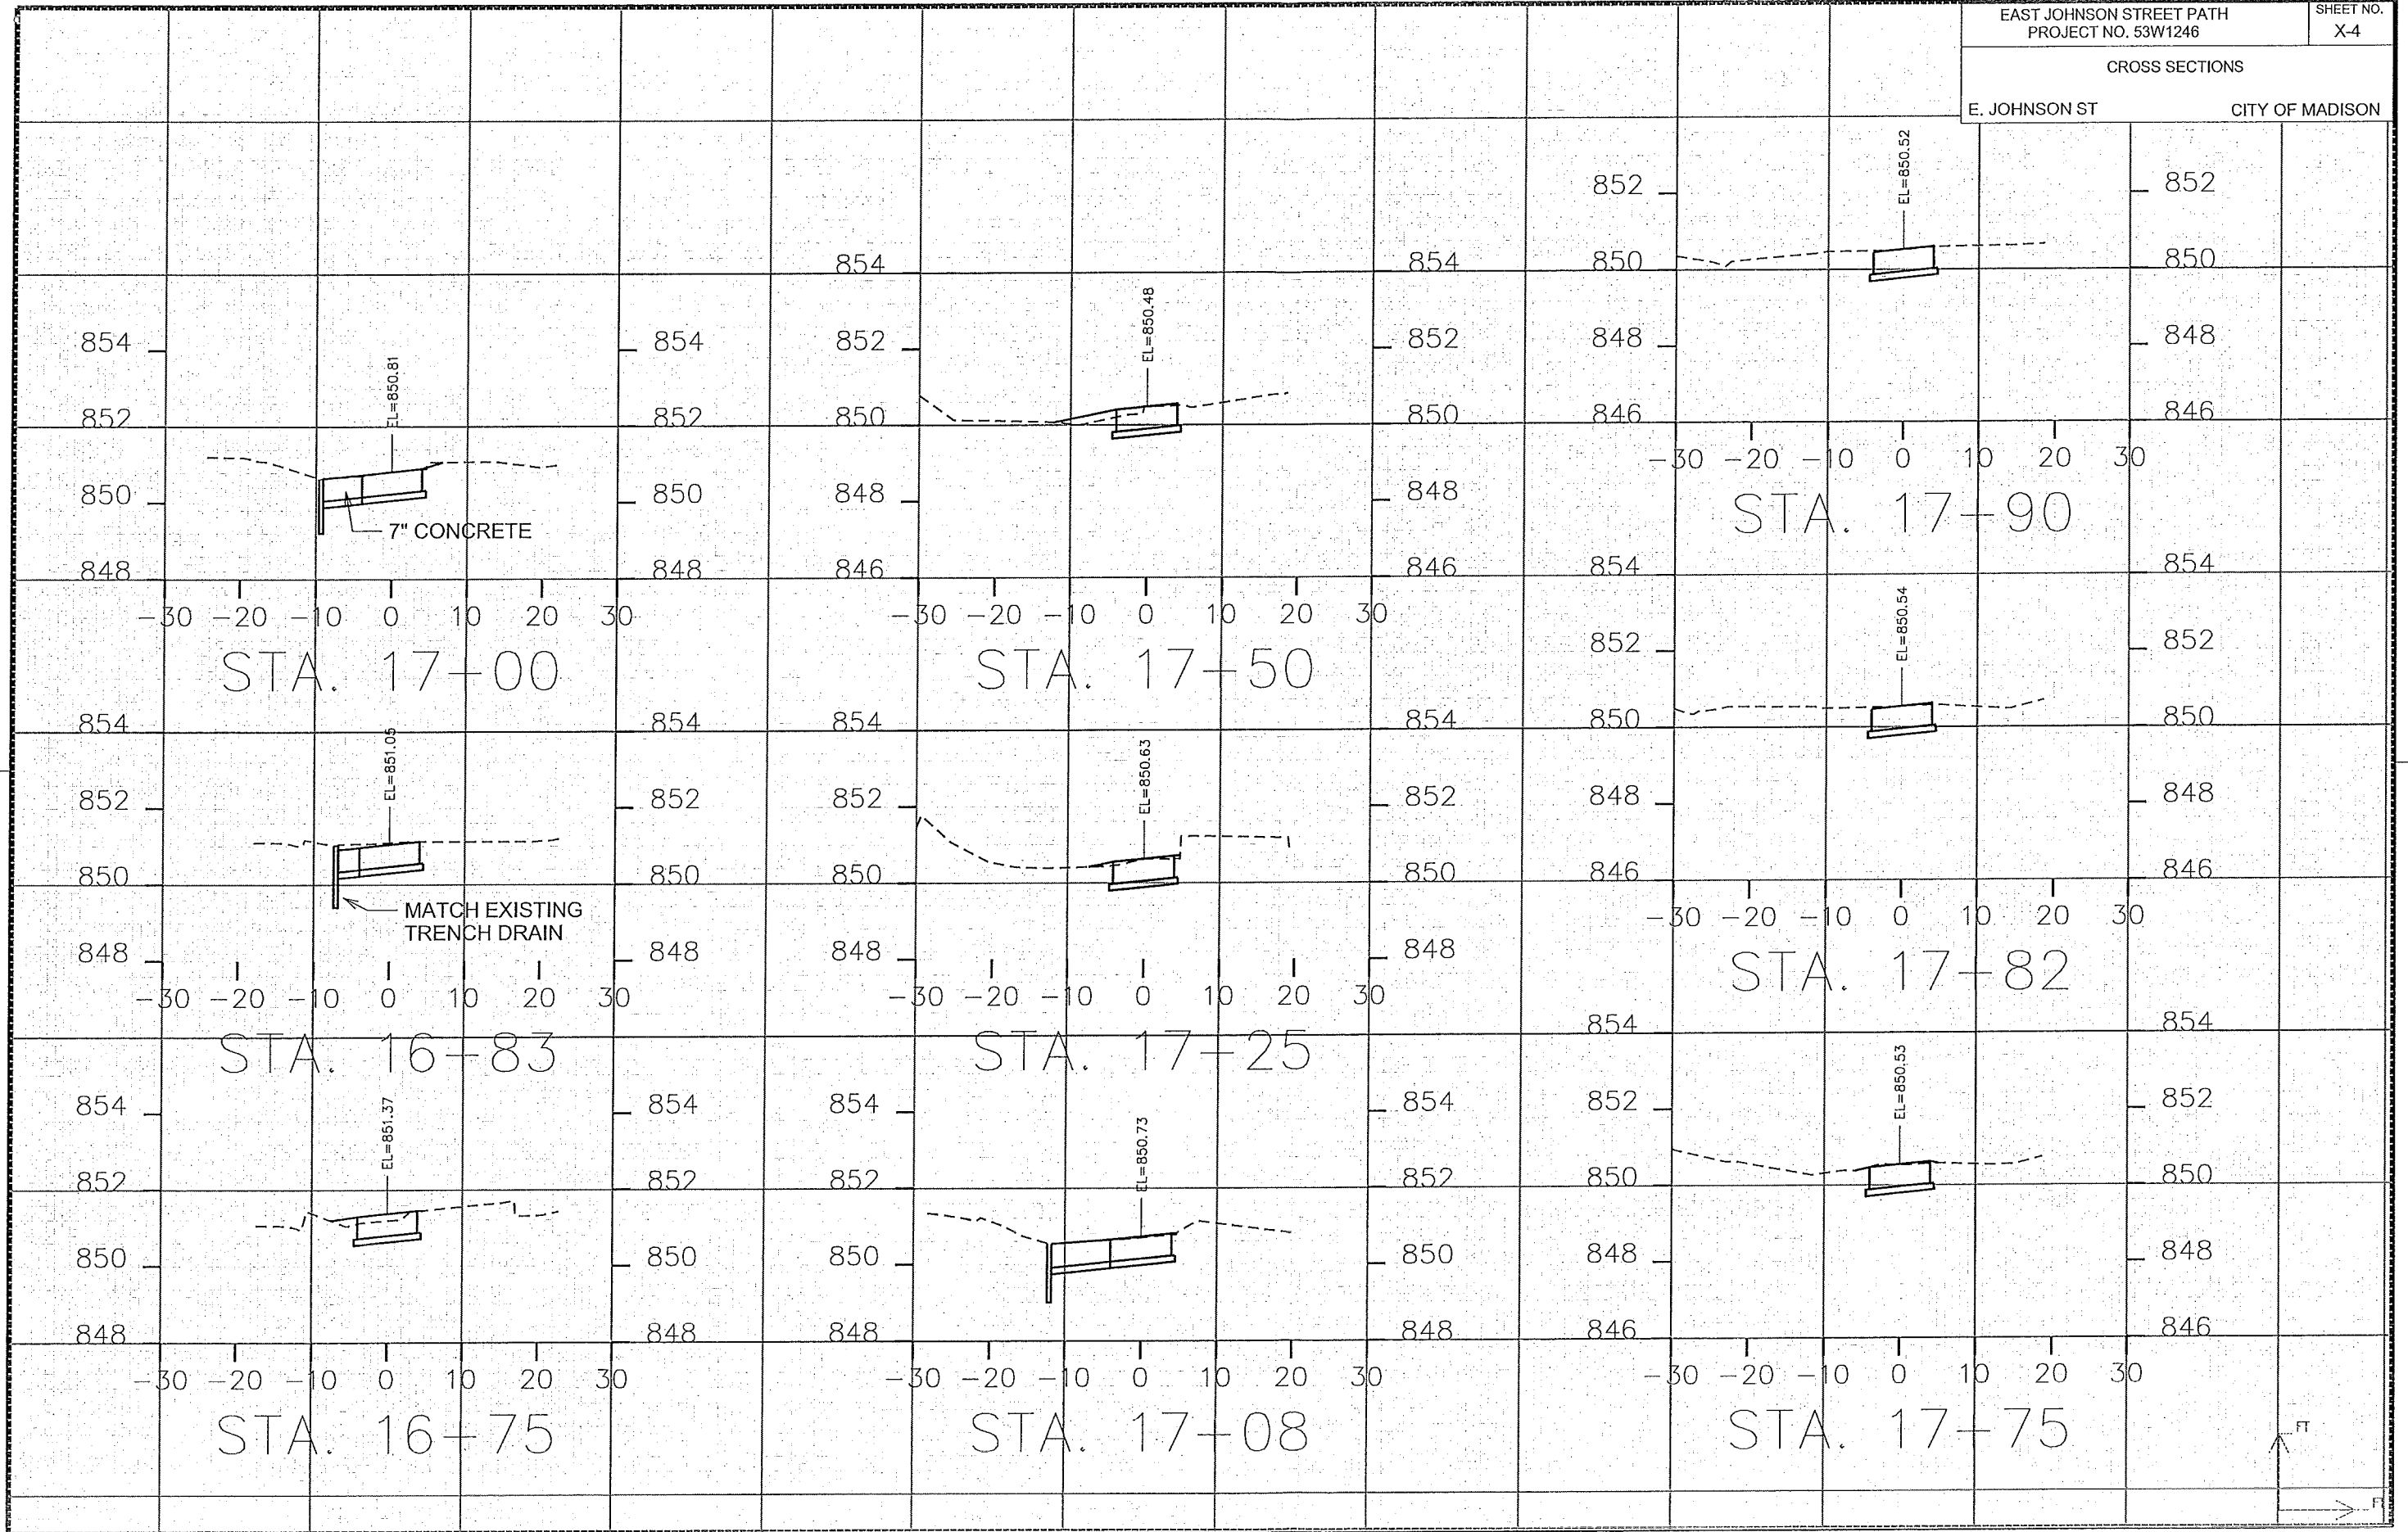 EAST JOHNSON STREET PATH
PROJECT NO. 53W1246
SHEET NO.
X-4
CROSS SECTIONS
E. JOHNSON ST CITY OF MADISON
EL=850.81
854 854
852 852
850 850
7" CONCRETE
848 848
-30 -20 -10 0 10 20 30
STA. 17+00
EL=851.05
854 854
852 852
850 850
MATCH EXISTING
TRENCH DRAIN
848 848
-30 -20 -10 0 10 20 30
STA. 16+83
EL=851.37
854 854
852 852
850 850
848 848
-30 -20 -10 0 10 20 30
STA. 16+75
EL=850.48
854 854
852 852
850 850
848 848
846 846
-30 -20 -10 0 10 20 30
STA. 17+50
EL=850.63
854 854
852 852
850 850
848 848
-30 -20 -10 0 10 20 30
STA. 17+25
EL=850.73
854 854
852 852
850 850
848 848
-30 -20 -10 0 10 20 30
STA. 17+08
EL=850.52
852 852
850 850
848 848
846 846
-30 -20 -10 0 10 20 30
STA. 17+90
EL=850.54
854 854
852 852
850 850
848 848
846 846
-30 -20 -10 0 10 20 30
STA. 17+82
EL=850.53
854 854
852 852
850 850
848 848
846 846
-30 -20 -10 0 10 20 30
STA. 17+75
FT
FT